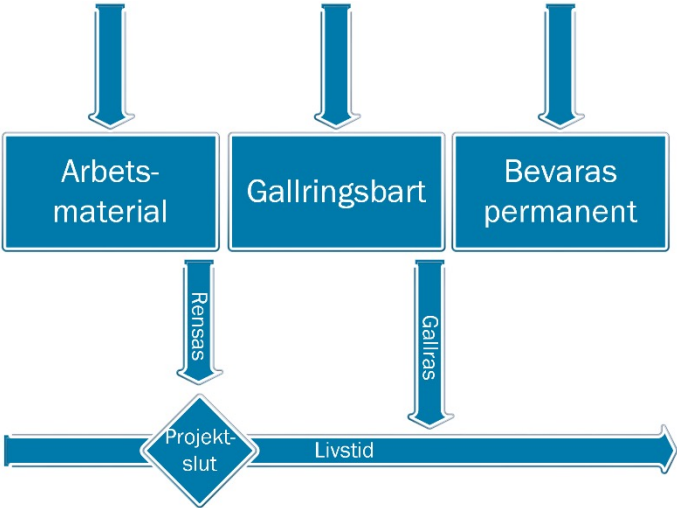 Arbets-
material
Gallringsbart
Bevaras
permanent
Rensas
Gallras
Projekt-
slut
Livstid